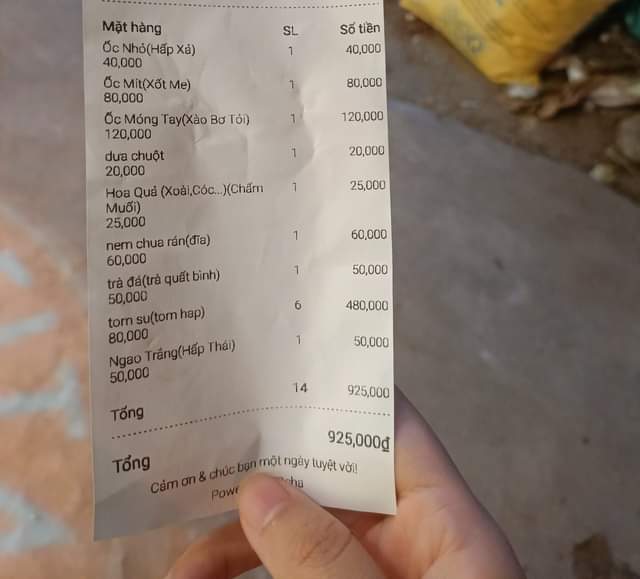 Mặt hàng SL Số tiền
Ốc Nhỏ(Hấp Xả) 1 40,000
40,000
Ốc Mít(Xốt Me) 1 80,000
80,000
Ốc Móng Tay(Xào Bơ Tỏi) 1 120,000
120,000
dưa chuột 1 20,000
20,000
Hoa Quả (Xoài,Cóc...)(Chấm 1 25,000
Muối)
25,000
nem chua rán(đĩa) 1 60,000
60,000
trà đá(trà quất bình) 1 50,000
50,000
tom su(tom hap) 6 480,000
80,000
Ngao Trắng(Hấp Thái) 1 50,000
50,000
14 925,000
Tổng
925,000₫
Tổng
Cảm ơn & chúc bạn một ngày tuyệt vời!